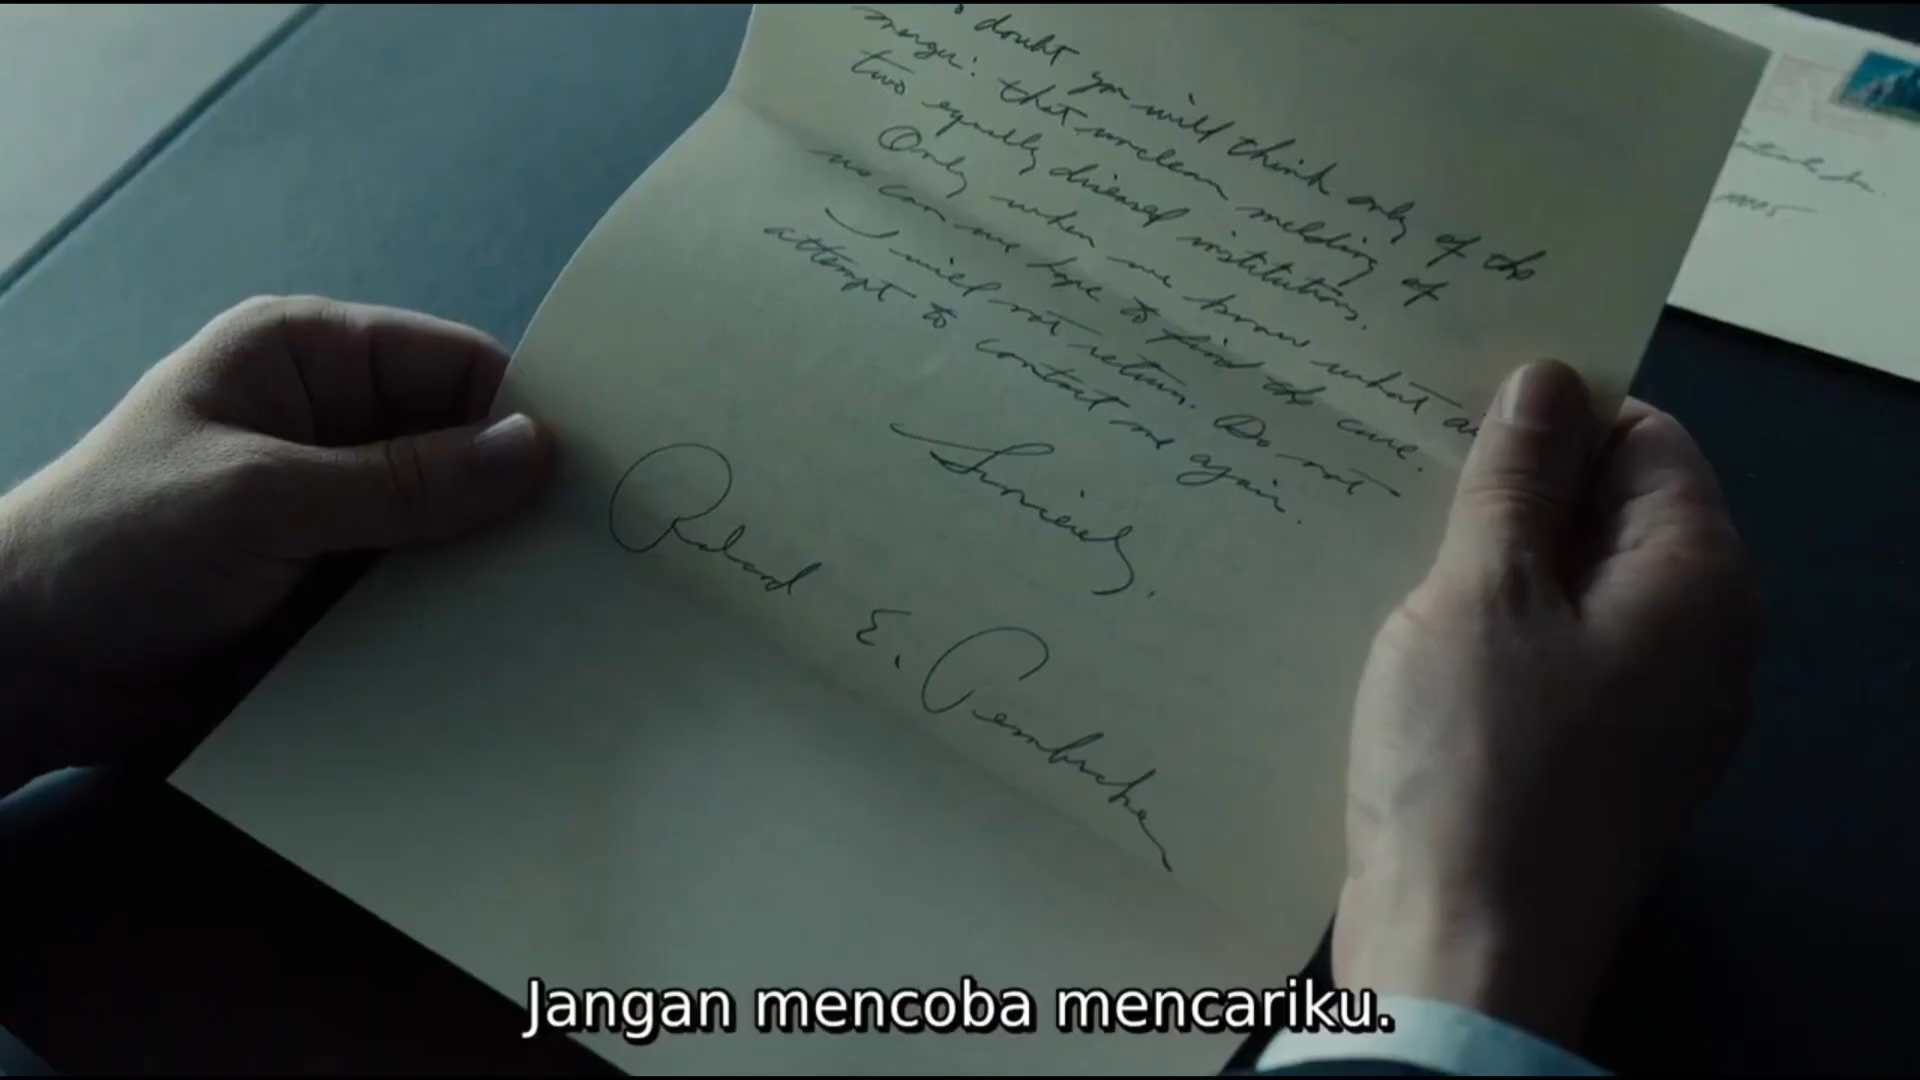 doubt you will think only of the
merger: that unclean melding of
two equally diseased institutions.
Only when we know what ai
us can we hope to find the cure.
I will not return. Do not
attempt to contact me again.
Sincerely,
Richard E. Pembroke
Jangan mencoba mencariku.